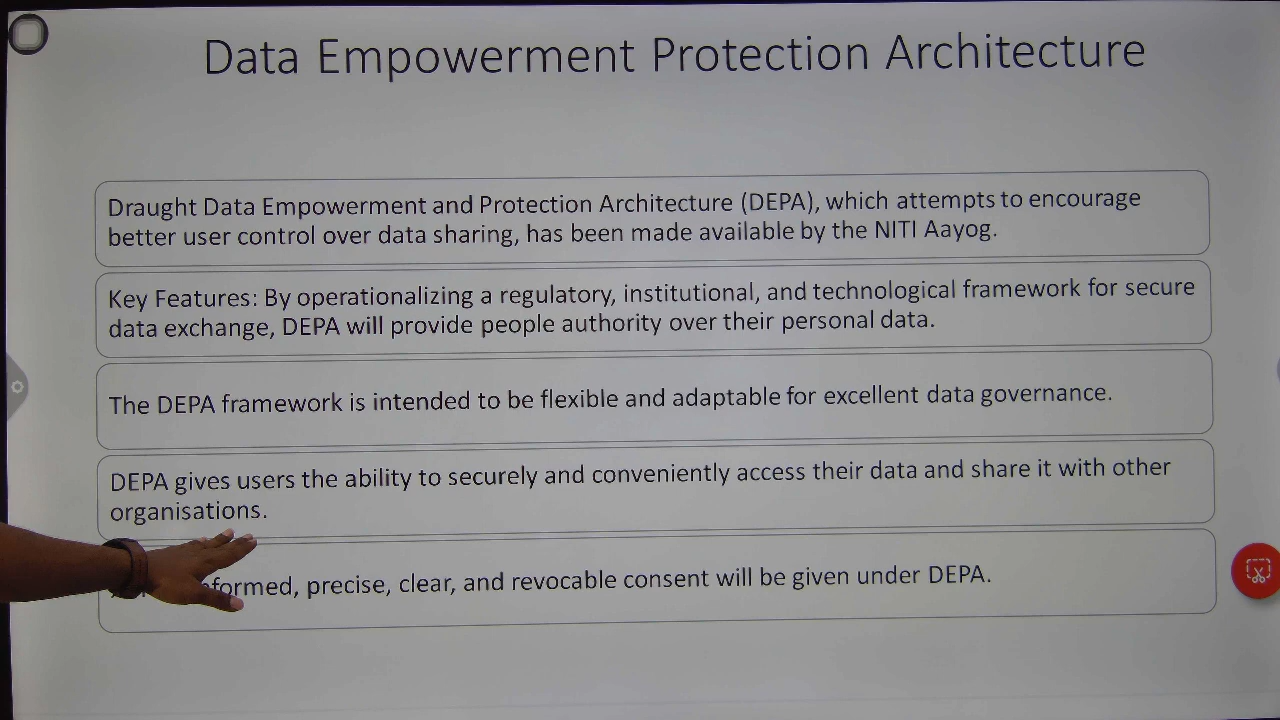 Data Empowerment Protection Architecture
Draught Data Empowerment and Protection Architecture (DEPA), which attempts to encourage
better user control over data sharing, has been made available by the NITI Aayog.
Key Features: By operationalizing a regulatory, institutional, and technological framework for secure
data exchange, DEPA will provide people authority over their personal data.
The DEPA framework is intended to be flexible and adaptable for excellent data governance.
DEPA gives users the ability to securely and conveniently access their data and share it with other
organisations.
precise, clear, and revocable consent will be given under DEPA.